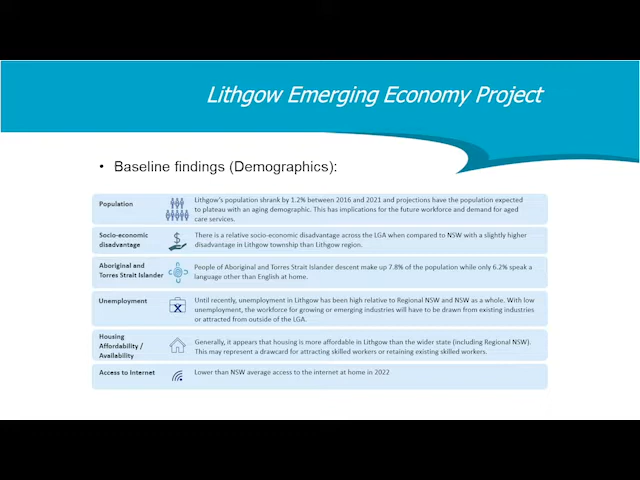 Lithgow Emerging Economy Project
• Baseline findings (Demographics):
Population
Lithgow's population shrank by 1.2% between 2016 and 2021 and projections have the population expected
to plateau with an aging demographic. This has implications for the future workforce and demand for aged
care services.
Socio-economic
disadvantage
There is a relative socio-economic disadvantage across the LGA when compared to NSW with a slightly higher
disadvantage in Lithgow township than Lithgow region.
Aboriginal and
Torres Strait Islander
People of Aboriginal and Torres Strait Islander descent make up 7.8% of the population while only 6.2% speak a
language other than English at home.
Unemployment
Until recently, unemployment in Lithgow has been high relative to Regional NSW and NSW as a whole. With low
unemployment, the workforce for growing or emerging industries will have to be drawn from existing industries
or attracted from outside of the LGA.
Housing
Affordability /
Availability
Generally, it appears that housing is more affordable in Lithgow than the wider state (including Regional NSW).
This may represent a drawcard for attracting skilled workers or retaining existing skilled workers.
Access to Internet
Lower than NSW average access to the internet at home in 2022